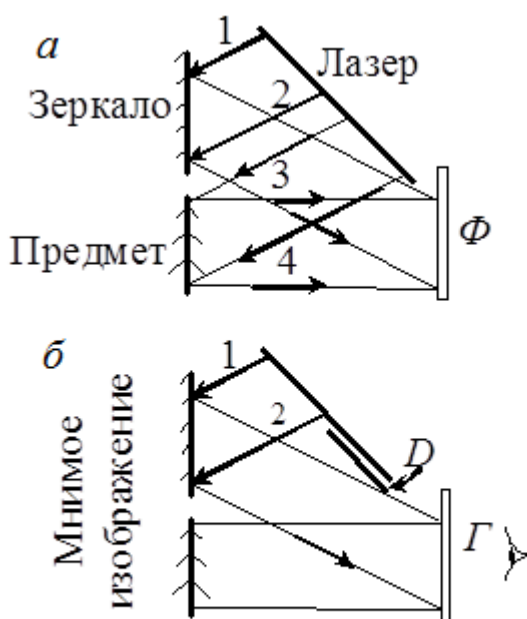 а
1
Лазер
Зеркало
2
3
Предмет
4
Ф
б
1
2
D
Мнимое
изображение
Г